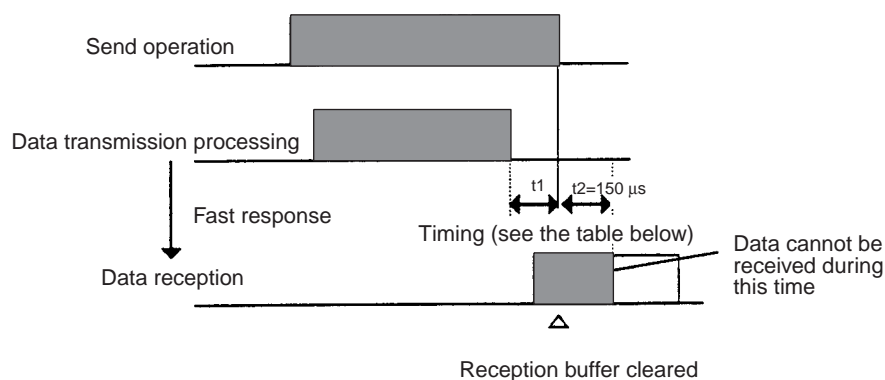 Send operation
Data transmission processing
t1
t2=150 μs
Fast response
Timing (see the table below)
Data reception
Data cannot be
received during
this time
Reception buffer cleared